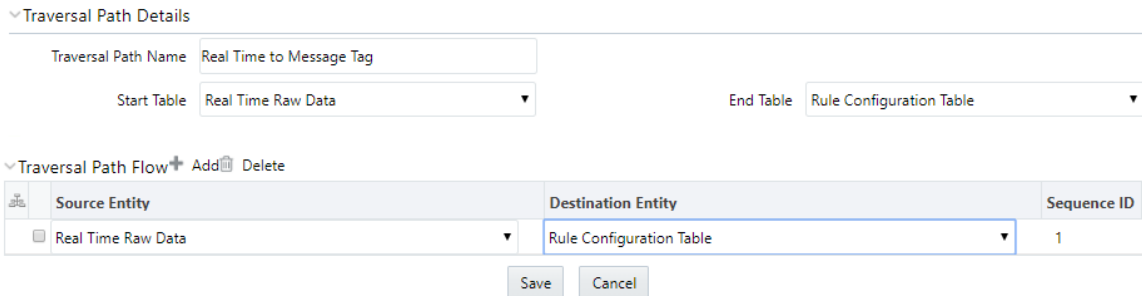 Traversal Path Details
Traversal Path Name Real Time to Message Tag
Start Table Real Time Raw Data End Table Rule Configuration Table
Traversal Path Flow Add Delete
Source Entity Destination Entity Sequence ID
Real Time Raw Data Rule Configuration Table 1
Save Cancel